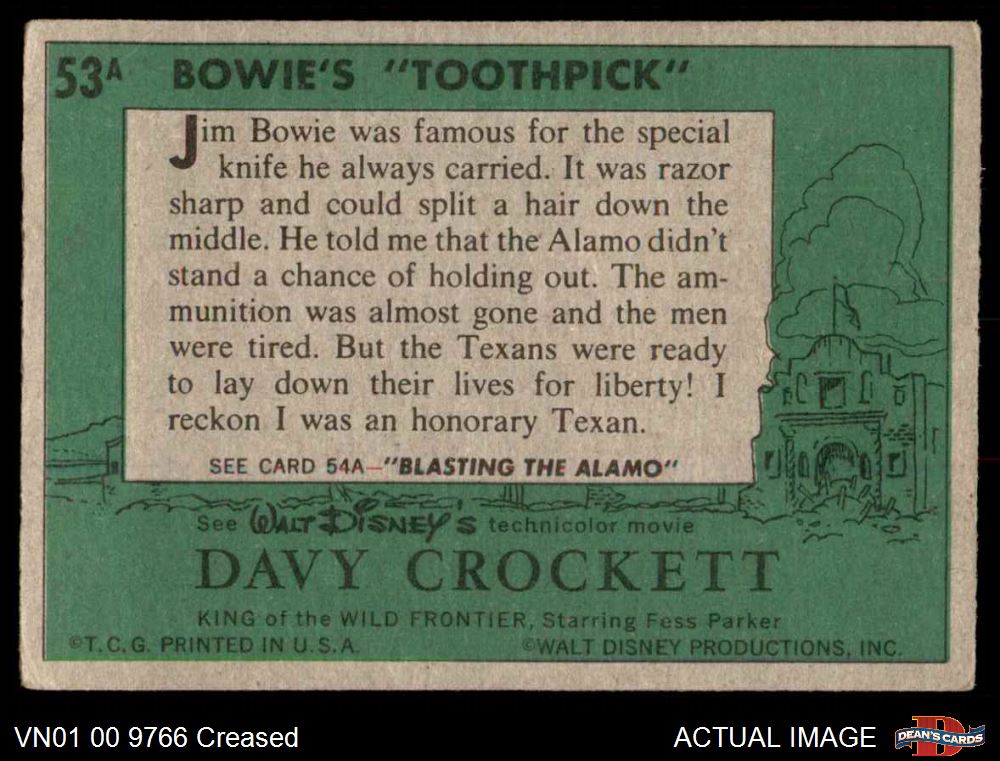 53A BOWIE'S "TOOTHPICK"
Jim Bowie was famous for the special
knife he always carried. It was razor
sharp and could split a hair down the
middle. He told me that the Alamo didn't
stand a chance of holding out. The am-
munition was almost gone and the men
were tired. But the Texans were ready
to lay down their lives for liberty! I
reckon I was an honorary Texan.
SEE CARD 54A—"BLASTING THE ALAMO"
See WALT DISNEY'S technicolor movie
DAVY CROCKETT
KING of the WILD FRONTIER, Starring Fess Parker
©T.C.G. PRINTED IN U.S.A. ©WALT DISNEY PRODUCTIONS, INC.
VN01 00 9766 Creased ACTUAL IMAGE DEAN'S CARDS